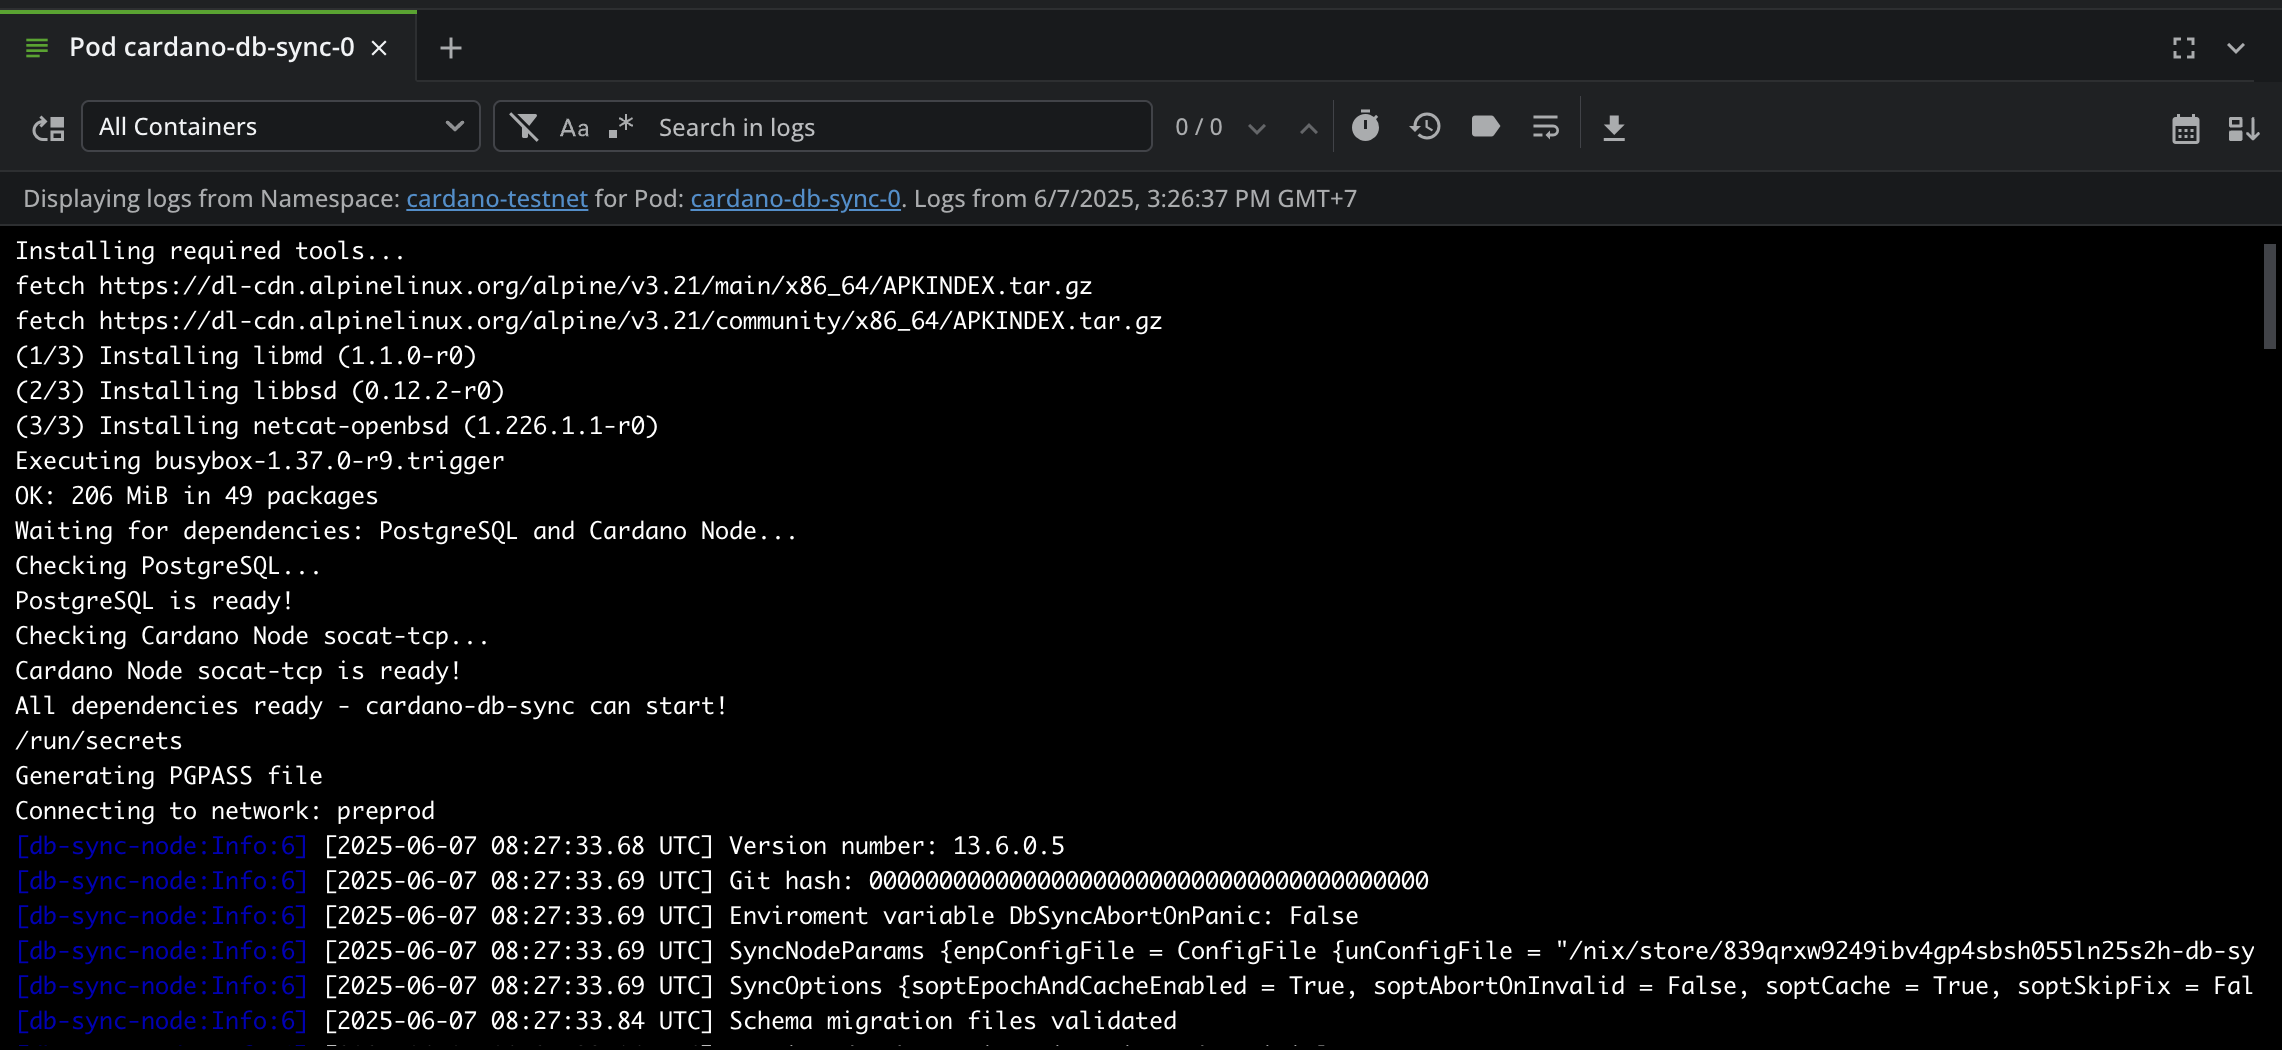 Pod cardano-db-sync-0
All Containers
Aa .* Search in logs
0 / 0
Displaying logs from Namespace: cardano-testnet for Pod: cardano-db-sync-0. Logs from 6/7/2025, 3:26:37 PM GMT+7
Installing required tools...
fetch https://dl-cdn.alpinelinux.org/alpine/v3.21/main/x86_64/APKINDEX.tar.gz
fetch https://dl-cdn.alpinelinux.org/alpine/v3.21/community/x86_64/APKINDEX.tar.gz
(1/3) Installing libmd (1.1.0-r0)
(2/3) Installing libbsd (0.12.2-r0)
(3/3) Installing netcat-openbsd (1.226.1.1-r0)
Executing busybox-1.37.0-r9.trigger
OK: 206 MiB in 49 packages
Waiting for dependencies: PostgreSQL and Cardano Node...
Checking PostgreSQL...
PostgreSQL is ready!
Checking Cardano Node socat-tcp...
Cardano Node socat-tcp is ready!
All dependencies ready - cardano-db-sync can start!
/run/secrets
Generating PGPASS file
Connecting to network: preprod
[db-sync-node:Info:6] [2025-06-07 08:27:33.68 UTC] Version number: 13.6.0.5
[db-sync-node:Info:6] [2025-06-07 08:27:33.69 UTC] Git hash: 0000000000000000000000000000000000000000
[db-sync-node:Info:6] [2025-06-07 08:27:33.69 UTC] Enviroment variable DbSyncAbortOnPanic: False
[db-sync-node:Info:6] [2025-06-07 08:27:33.69 UTC] SyncNodeParams {enpConfigFile = ConfigFile {unConfigFile = "/nix/store/839qrxw9249ibv4gp4sbsh055ln25s2h-db-sy
[db-sync-node:Info:6] [2025-06-07 08:27:33.69 UTC] SyncOptions {soptEpochAndCacheEnabled = True, soptAbortOnInvalid = False, soptCache = True, soptSkipFix = Fal
[db-sync-node:Info:6] [2025-06-07 08:27:33.84 UTC] Schema migration files validated